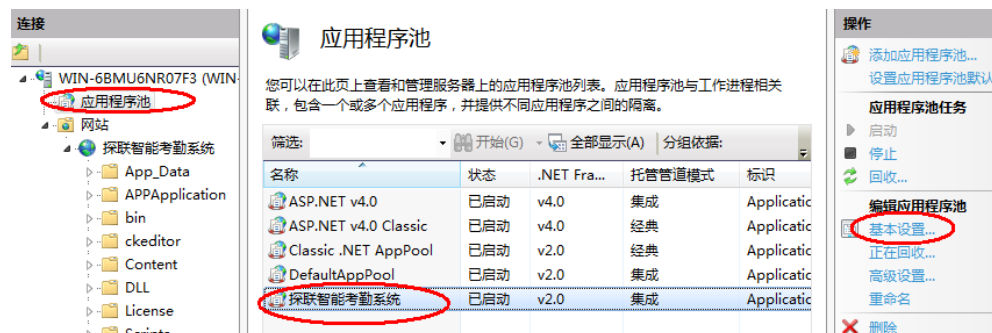 连接
WIN-6BMU6NR07F3 (WIN-
应用程序池
网站
探联智能考勤系统
App_Data
APPApplication
bin
ckeditor
Content
DLL
License
Scripts
应用程序池
您可以在此页上查看和管理服务器上的应用程序池列表。应用程序池与工作进程相关
联，包含一个或多个应用程序，并提供不同应用程序之间的隔离。
筛选: 开始(G) 全部显示(A) 分组依据:
名称 状态 .NET Fra... 托管管道模式 标识
ASP.NET v4.0 已启动 v4.0 集成 Applicatic
ASP.NET v4.0 Classic 已启动 v4.0 经典 Applicatic
Classic .NET AppPool 已启动 v2.0 经典 Applicatic
DefaultAppPool 已启动 v2.0 集成 Applicatic
探联智能考勤系统 已启动 v2.0 集成 Applicatic
操作
添加应用程序池...
设置应用程序池默认
应用程序池任务
启动
停止
回收...
编辑应用程序池
基本设置...
正在回收...
高级设置...
重命名
删除